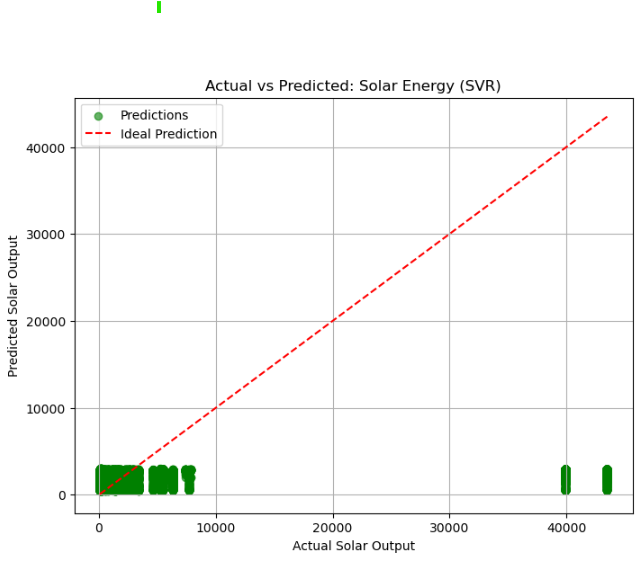 Actual vs Predicted: Solar Energy (SVR)
Predictions
Ideal Prediction
40000
30000
20000
10000
0
Predicted Solar Output
0 10000 20000 30000 40000
Actual Solar Output